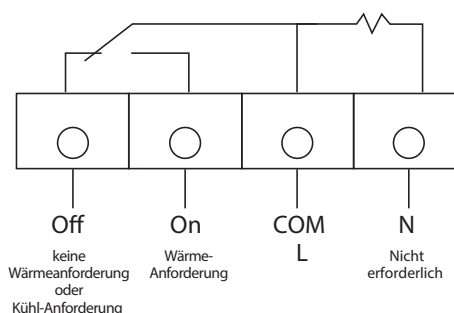 Off
keine
Wärmeanforderung
oder
Kühl-Anforderung
On
Wärme-
Anforderung
COM
L
N
Nicht
erforderlich